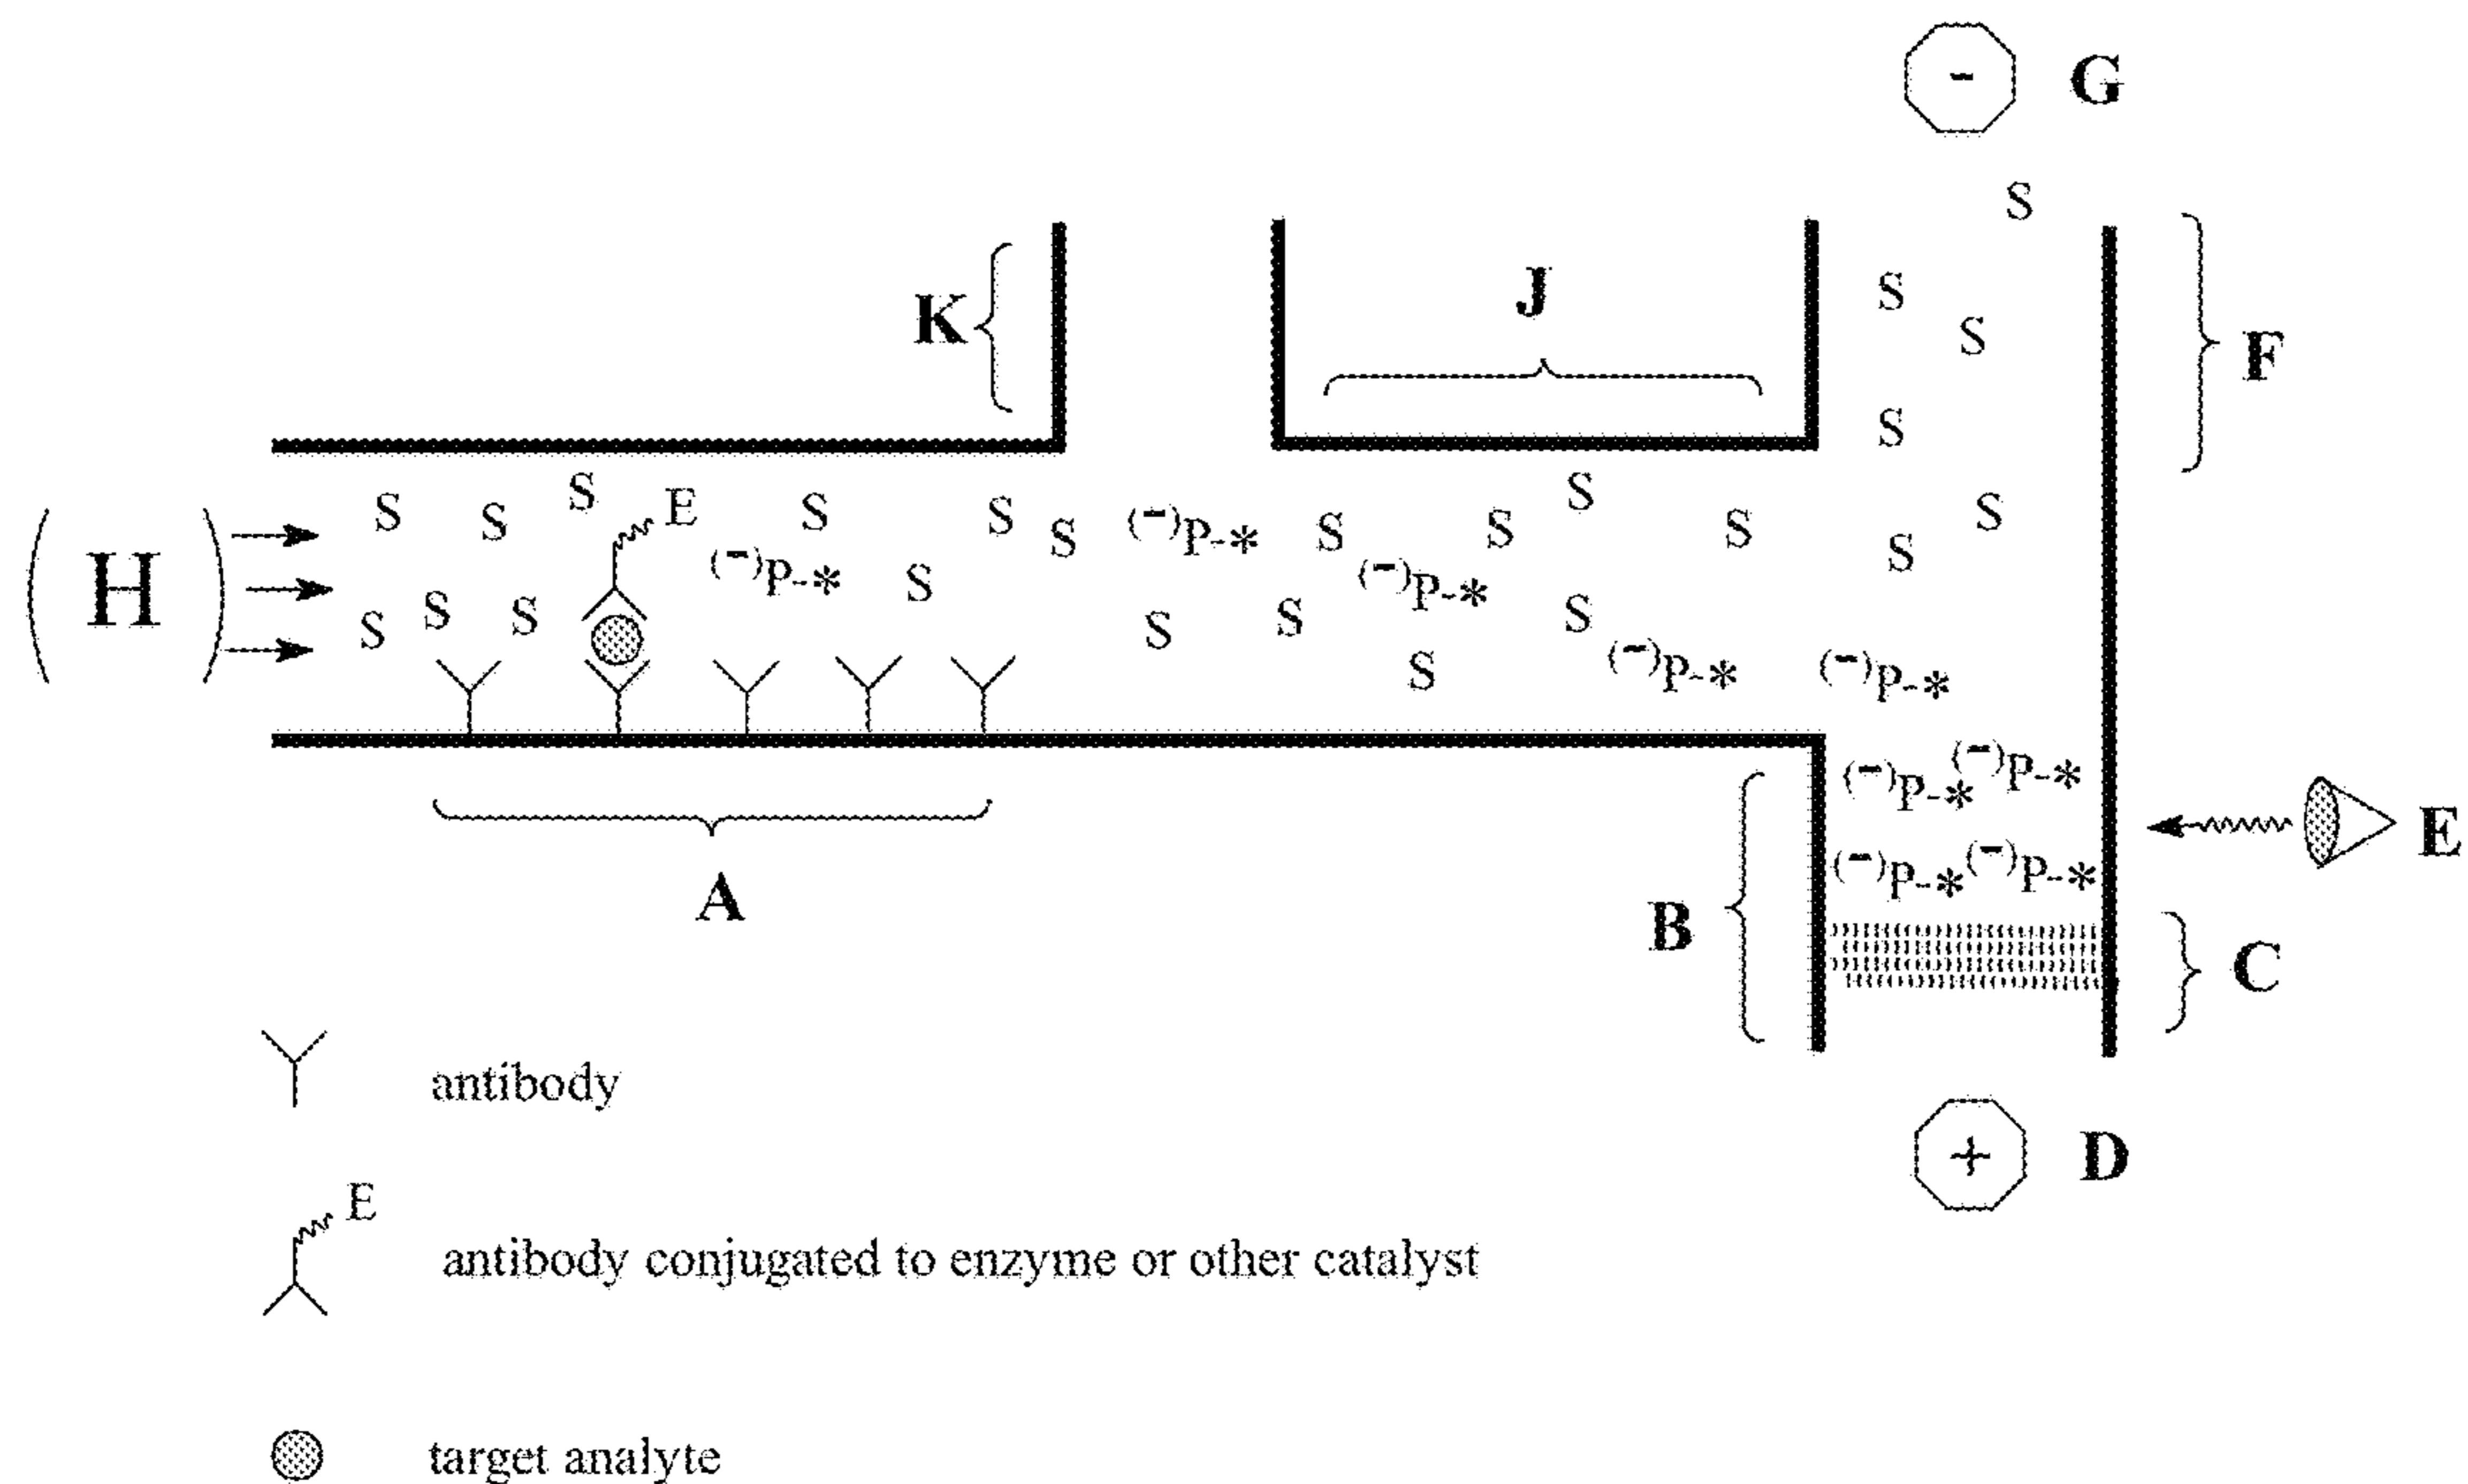 - G
S
K
J
S
S
F
S
S S S E S S S (-)P-* S S S S S S
(H)
(-)P-* S (-)P-*
S S S S S S S (-)P-* (-)P-*
(-)P-* (-)P-*
E
(-)P-* (-)P-*
A
B
C
antibody
+ D
E
antibody conjugated to enzyme or other catalyst
target analyte